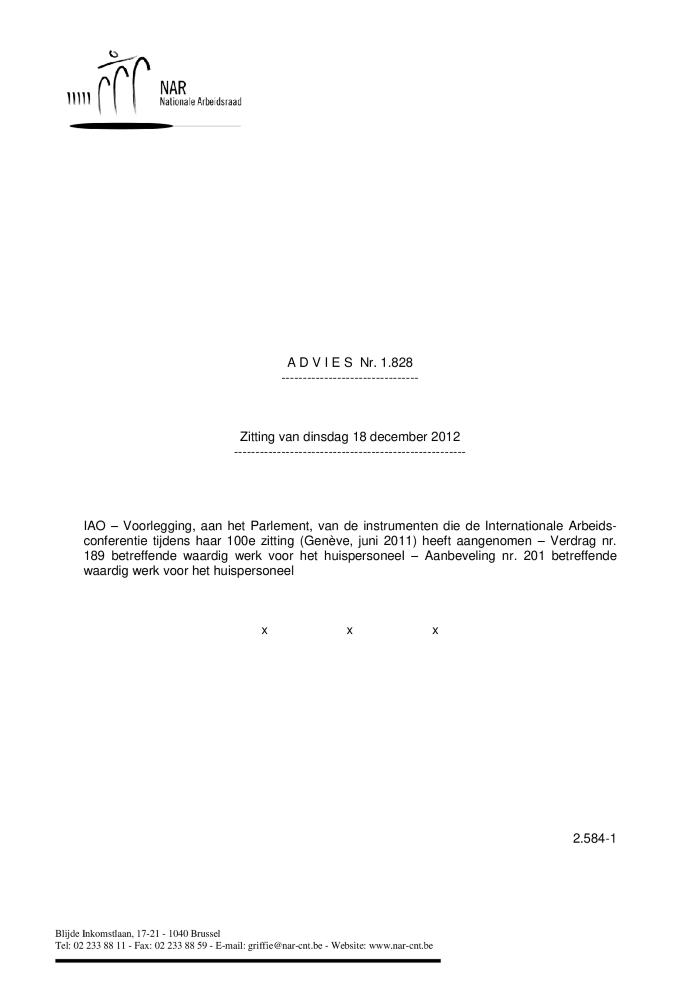 NAR
Nationale Arbeidsraad
A D V I E S Nr. 1.828
--------------------------------
Zitting van dinsdag 18 december 2012
------------------------------------------------------
IAO – Voorlegging, aan het Parlement, van de instrumenten die de Internationale Arbeids-
conferentie tijdens haar 100e zitting (Genève, juni 2011) heeft aangenomen – Verdrag nr.
189 betreffende waardig werk voor het huispersoneel – Aanbeveling nr. 201 betreffende
waardig werk voor het huispersoneel
x x x
2.584-1
Blijde Inkomstlaan, 17-21 - 1040 Brussel
Tel: 02 233 88 11 - Fax: 02 233 88 59 - E-mail: griffie@nar-cnt.be - Website: www.nar-cnt.be